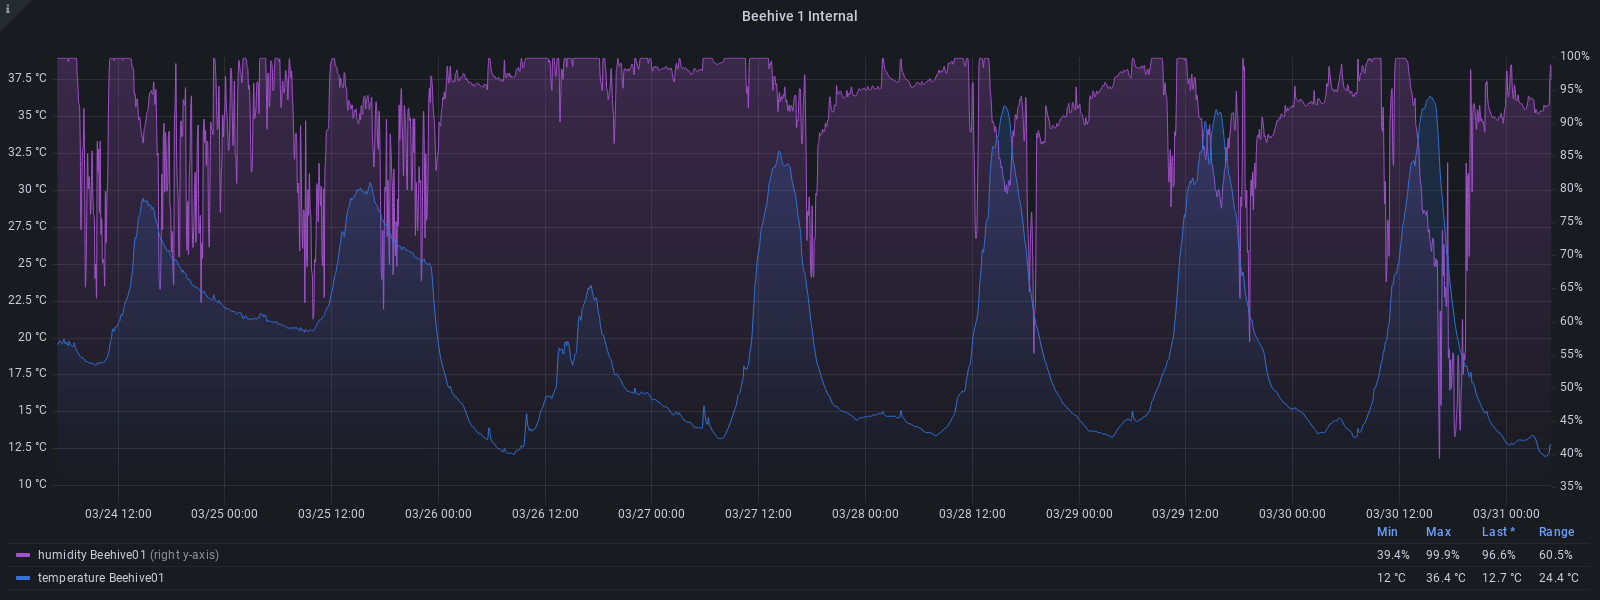 i
Beehive 1 Internal
37.5 °C
35 °C
32.5 °C
30 °C
27.5 °C
25 °C
22.5 °C
20 °C
17.5 °C
15 °C
12.5 °C
10 °C
100%
95%
90%
85%
80%
75%
70%
65%
60%
55%
50%
45%
40%
35%
03/24 12:00 03/25 00:00 03/25 12:00 03/26 00:00 03/26 12:00 03/27 00:00 03/27 12:00 03/28 00:00 03/28 12:00 03/29 00:00 03/29 12:00 03/30 00:00 03/30 12:00 03/31 00:00
Min Max Last * Range
humidity Beehive01 (right y-axis) 39.4% 99.9% 96.6% 60.5%
temperature Beehive01 12 °C 36.4 °C 12.7 °C 24.4 °C